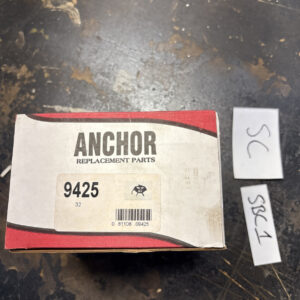 ANCHOR
REPLACEMENT PARTS
9425
32
0 81108 09425
SC
SBC-1